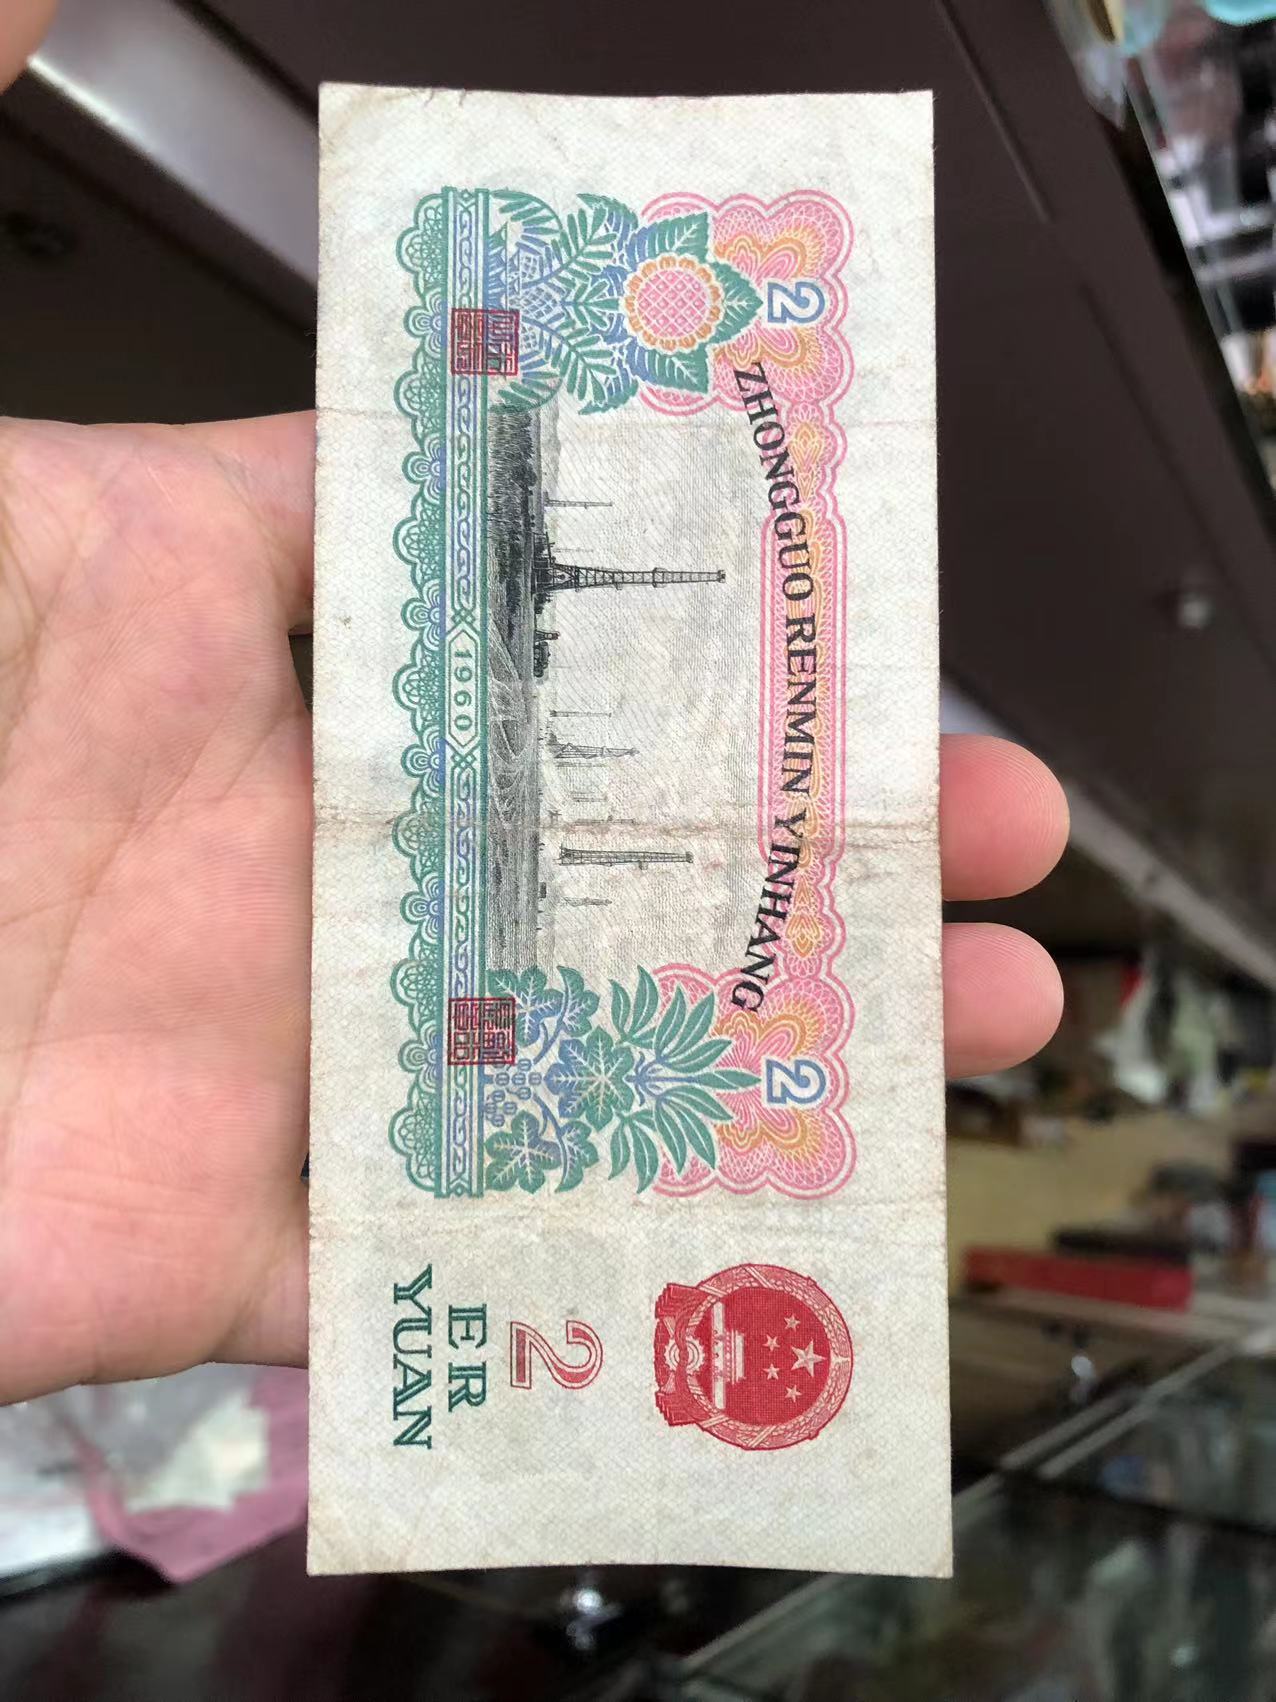 ZHONGGUO RENMIN YINHANG
2
2
1960
2
ER
YUAN